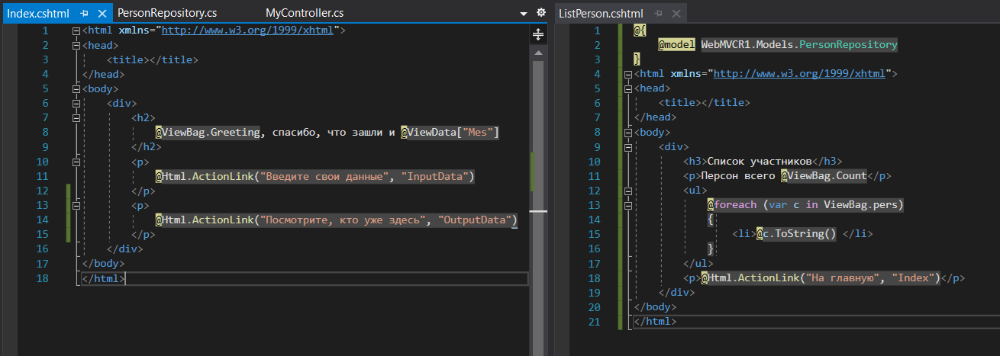 Index.cshtml PersonRepository.cs MyController.cs
1 <html xmlns="http://www.w3.org/1999/xhtml">
2 <head>
3 <title></title>
4 </head>
5 <body>
6 <div>
7 <h2>
8 @ViewBag.Greeting, спасибо, что зашли и @ViewData["Mes"]
9 </h2>
10 <p>
11 @Html.ActionLink("Введите свои данные", "InputData")
12 </p>
13 <p>
14 @Html.ActionLink("Посмотрите, кто уже здесь", "OutputData")
15 </p>
16 </div>
17 </body>
18 </html>
ListPerson.cshtml
1 @{
2 @model WebMVCR1.Models.PersonRepository
3 }
4 <html xmlns="http://www.w3.org/1999/xhtml">
5 <head>
6 <title></title>
7 </head>
8 <body>
9 <div>
10 <h3>Список участников</h3>
11 <p>Персон всего @ViewBag.Count</p>
12 <ul>
13 @foreach (var c in ViewBag.pers)
14 {
15 <li>@c.ToString() </li>
16 }
17 </ul>
18 <p>@Html.ActionLink("На главную", "Index")</p>
19 </div>
20 </body>
21 </html>